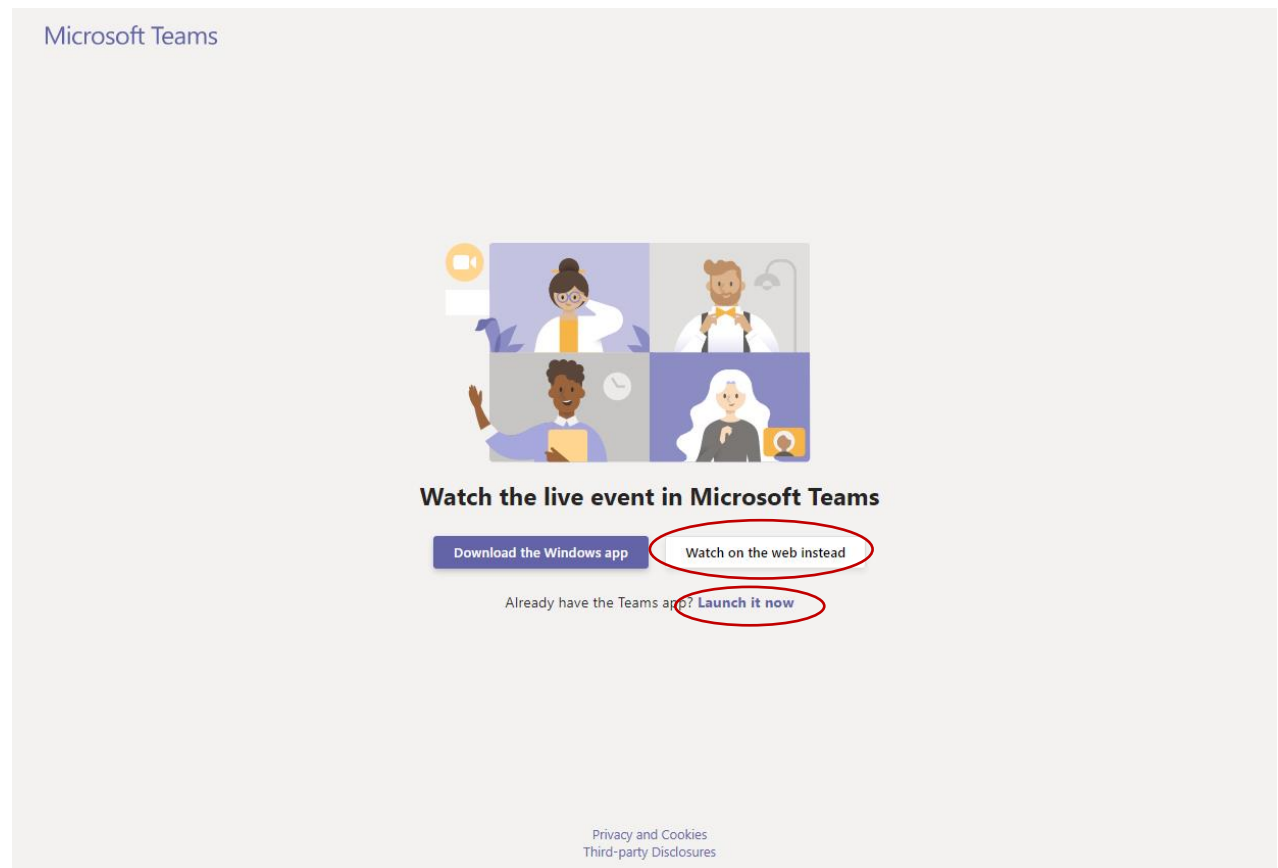 Microsoft Teams
Watch the live event in Microsoft Teams
Download the Windows app
Watch on the web instead
Already have the Teams app? Launch it now
Privacy and Cookies
Third-party Disclosures